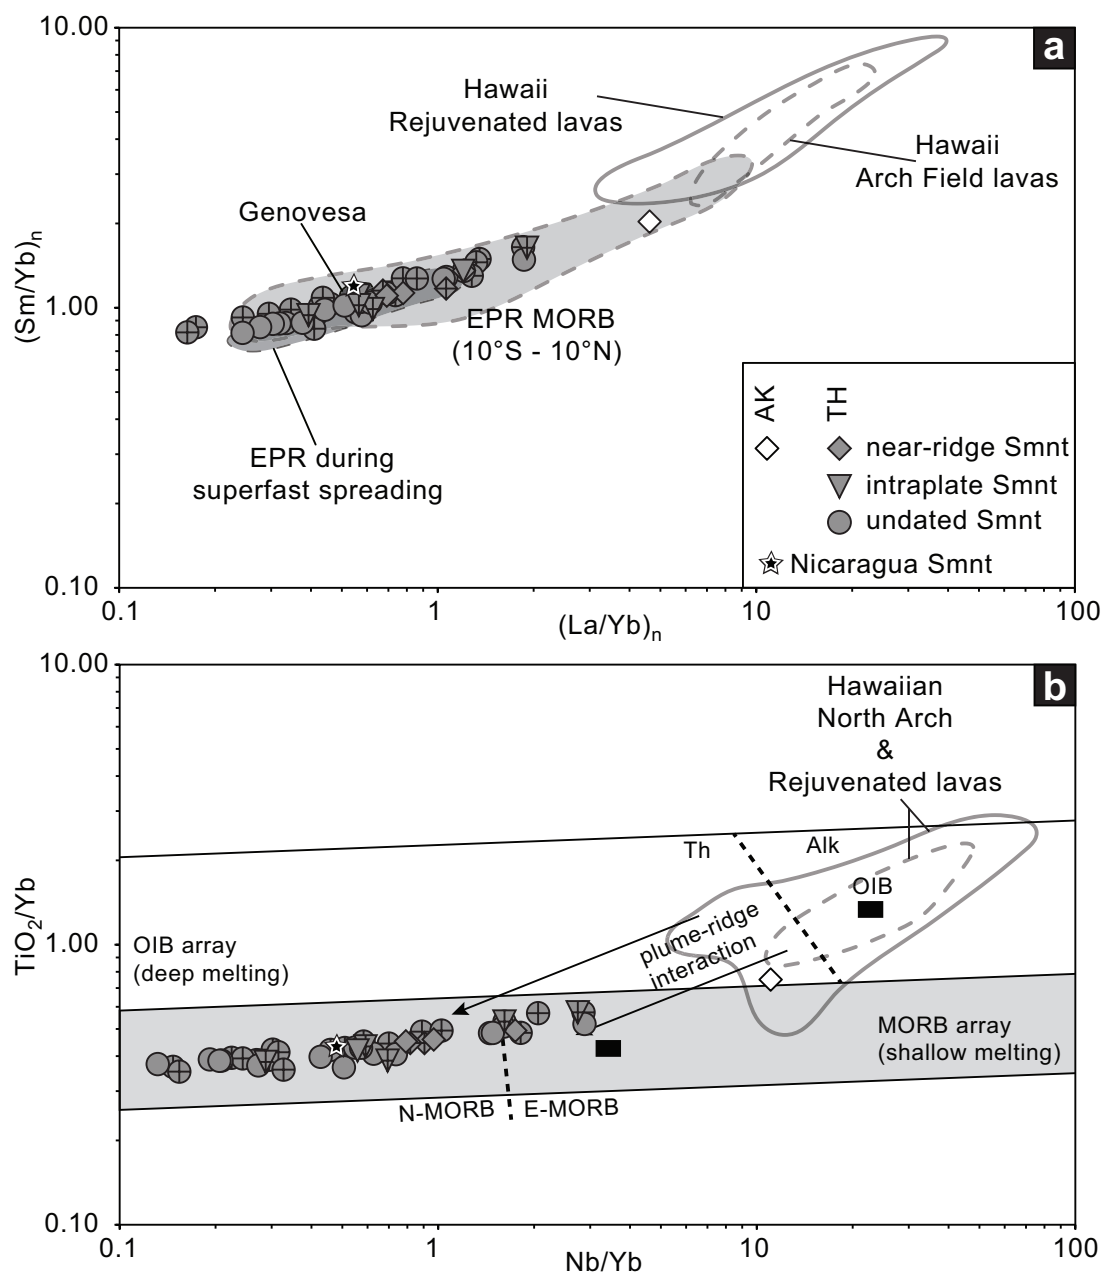 10.00
a
Hawaii
Rejuvenated lavas
Hawaii
Arch Field lavas
Genovesa
(Sm/Yb)n
1.00
EPR MORB
(10°S - 10°N)
EPR during
superfast spreading
AK
TH
near-ridge Smnt
intraplate Smnt
undated Smnt
Nicaragua Smnt
0.10
0.1
1
10
100
(La/Yb)n
10.00
b
Hawaiian
North Arch
&
Rejuvenated lavas
Th
Alk
OIB
TiO2/Yb
1.00
OIB array
(deep melting)
plume-ridge
interaction
MORB array
(shallow melting)
N-MORB
E-MORB
0.10
0.1
1
10
100
Nb/Yb